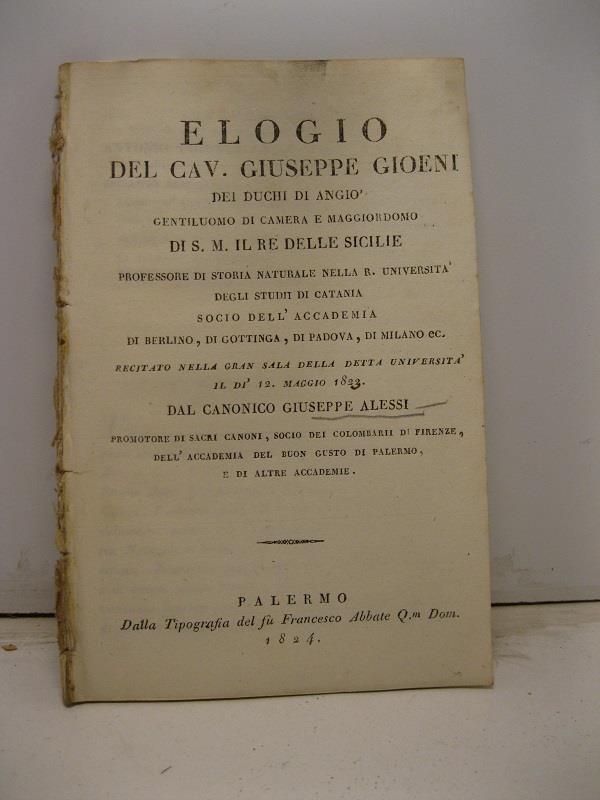 ELOGIO
DEL CAV. GIUSEPPE GIOENI
DEI DUCHI DI ANGIO'
GENTILUOMO DI CAMERA E MAGGIORDOMO
DI S. M. IL RE DELLE SICILIE
PROFESSORE DI STORIA NATURALE NELLA R. UNIVERSITA'
DEGLI STUDII DI CATANIA
SOCIO DELL' ACCADEMIA
DI BERLINO, DI GOTTINGA, DI PADOVA, DI MILANO ec.
RECITATO NELLA GRAN SALA DELLA DETTA UNIVERSITA'
IL DI' 12. MAGGIO 1823.
DAL CANONICO GIUSEPPE ALESSI
PROMOTORE DI SACRI CANONI, SOCIO DEI COLOMBARII DI FIRENZE,
DELL' ACCADEMIA DEL BUON GUSTO DI PALERMO,
E DI ALTRE ACCADEMIE.
PALERMO
Dalla Tipografia del fù Francesco Abbate Q.m Dom.
1824.